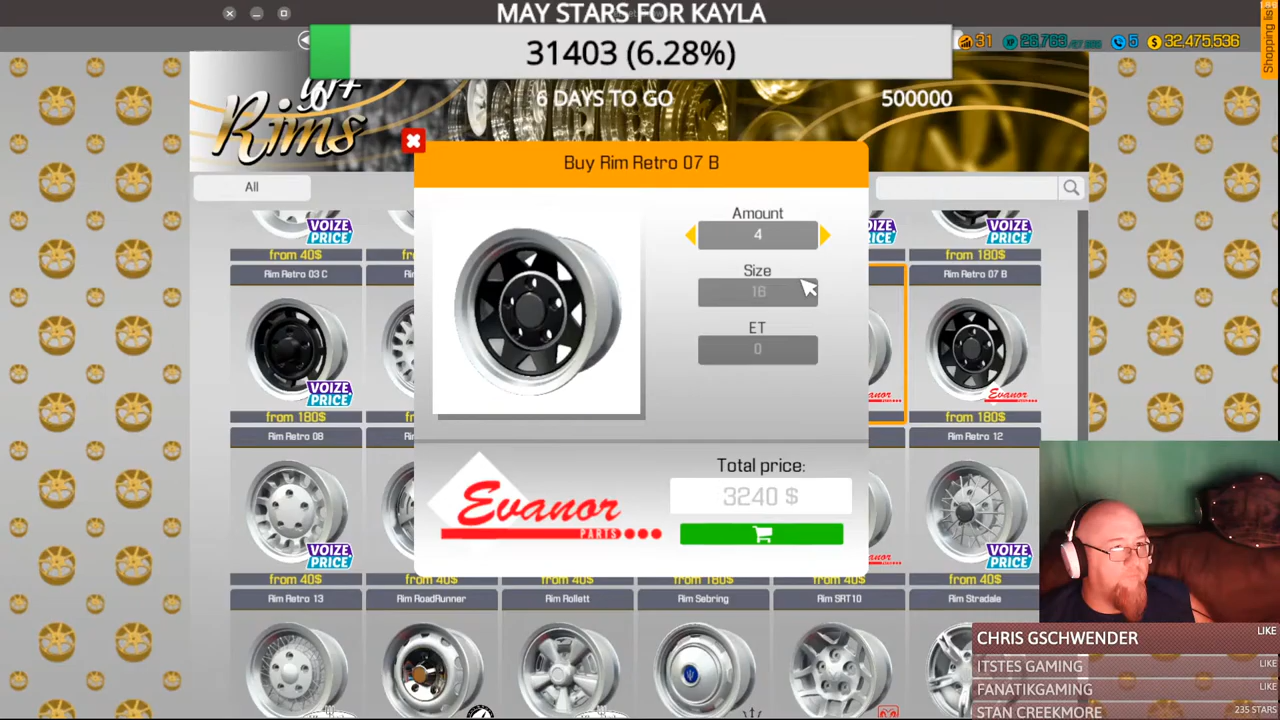 MAY STARS FOR KAYLA
31403 (6.28%)
6 DAYS TO GO
500000
31
5
32,475,536
Shopping list
Rims
All
Buy Rim Retro 07 B
Amount
4
Size
16
ET
0
Evanor
PARTS
Total price:
3240 $
VOIZE PRICE
VOIZE PRICE
from 40$
from 180$
Rim Retro 03 C
Rim Retro 07 B
VOIZE PRICE
Evanor
from 180$
from 180$
Rim Retro 08
Rim Retro 12
VOIZE PRICE
VOIZE PRICE
from 40$
from 40$
from 40$
from 180$
from 40$
from 40$
Rim Retro 13
Rim RoadRunner
Rim Rollett
Rim Sebring
Rim SRT10
Rim Stradale
CHRIS GSCHWENDER
LIKE
ITSTES GAMING
LIKE
FANATIKGAMING
LIKE
STAN CREEKMORE
235 STARS